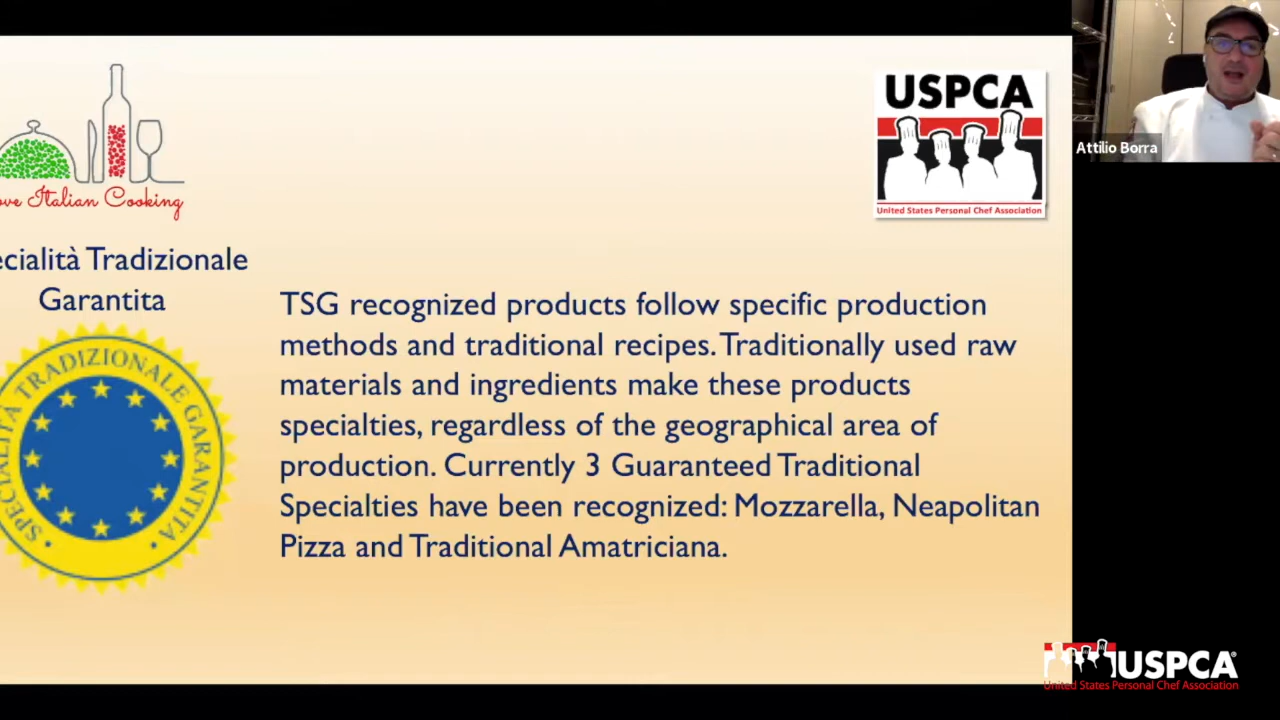 USPCA
United States Personal Chef Association
Attilio Borra
ove Italian Cooking
ecialità Tradizionale
Garantita
SPECIALITÀ TRADIZIONALE GARANTITA
TSG recognized products follow specific production
methods and traditional recipes. Traditionally used raw
materials and ingredients make these products
specialties, regardless of the geographical area of
production. Currently 3 Guaranteed Traditional
Specialties have been recognized: Mozzarella, Neapolitan
Pizza and Traditional Amatriciana.
USPCA®
United States Personal Chef Association